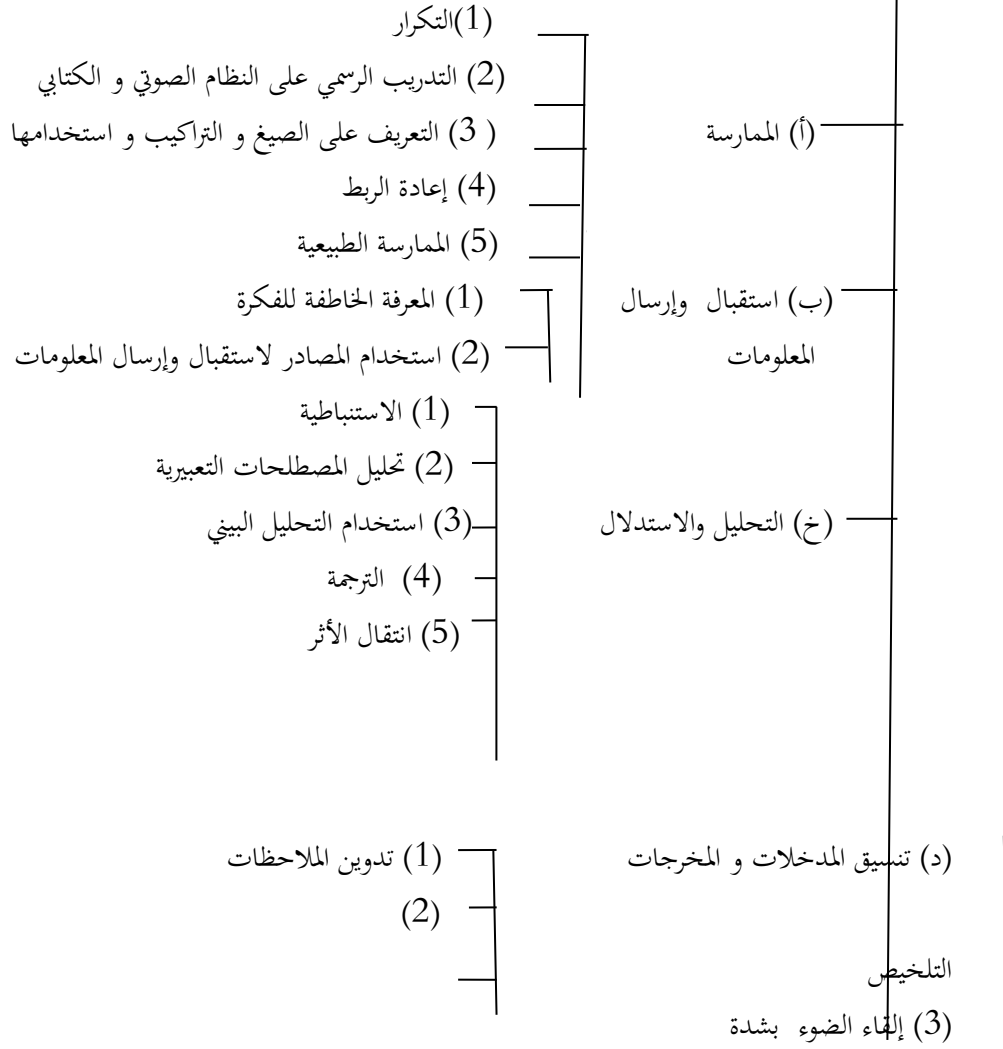 (1)التكرار
(2) التدريب الرسمي على النظام الصوتي و الكتابي
(أ) الممارسة
( 3) التعريف على الصيغ و التراكيب و استخدامها
(4) إعادة الربط
(5) الممارسة الطبيعية
(ب) استقبال وإرسال
(1) المعرفة الخاطفة للفكرة
المعلومات
(2) استخدام المصادر لاستقبال وإرسال المعلومات
(1) الاستنباطية
(2) تحليل المصطلحات التعبيرية
(خ) التحليل والاستدلال
(3) استخدام التحليل البيني
(4) الترجمة
(5) انتقال الأثر
(د) تنسيق المدخلات و المخرجات
(1) تدوين الملاحظات
(2)
التلخيص
(3) إلقاء الضوء بشدة